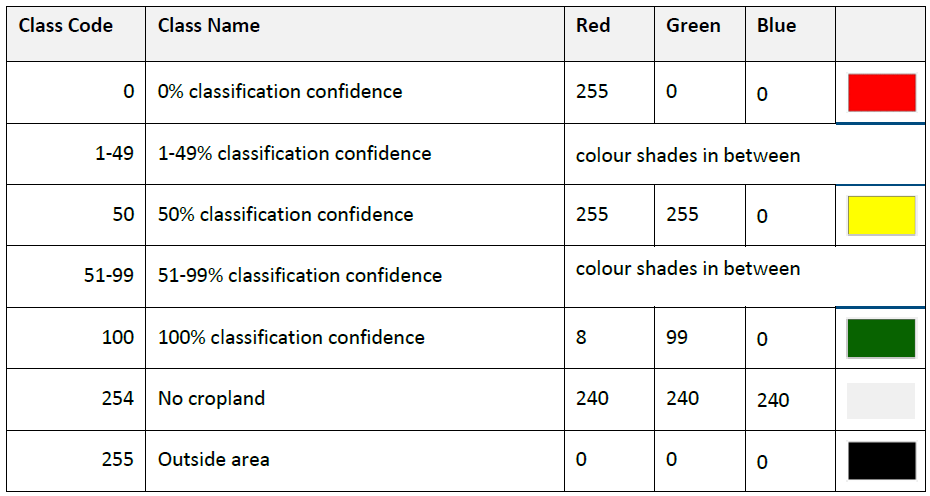 Class Code Class Name Red Green Blue
0 0% classification confidence 255 0 0
1-49 1-49% classification confidence colour shades in between
50 50% classification confidence 255 255 0
51-99 51-99% classification confidence colour shades in between
100 100% classification confidence 8 99 0
254 No cropland 240 240 240
255 Outside area 0 0 0